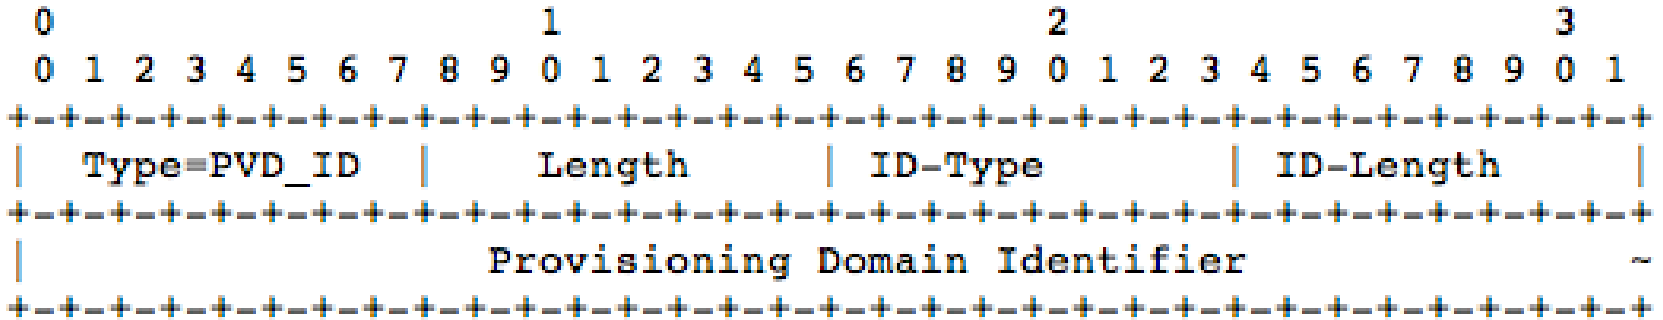 0                   1                   2                   3
 0 1 2 3 4 5 6 7 8 9 0 1 2 3 4 5 6 7 8 9 0 1 2 3 4 5 6 7 8 9 0 1
+-+-+-+-+-+-+-+-+-+-+-+-+-+-+-+-+-+-+-+-+-+-+-+-+-+-+-+-+-+-+-+-+
|  Type=PVD_ID  |    Length     | ID-Type       | ID-Length     |
+-+-+-+-+-+-+-+-+-+-+-+-+-+-+-+-+-+-+-+-+-+-+-+-+-+-+-+-+-+-+-+-+
|                  Provisioning Domain Identifier               ~
+-+-+-+-+-+-+-+-+-+-+-+-+-+-+-+-+-+-+-+-+-+-+-+-+-+-+-+-+-+-+-+-+